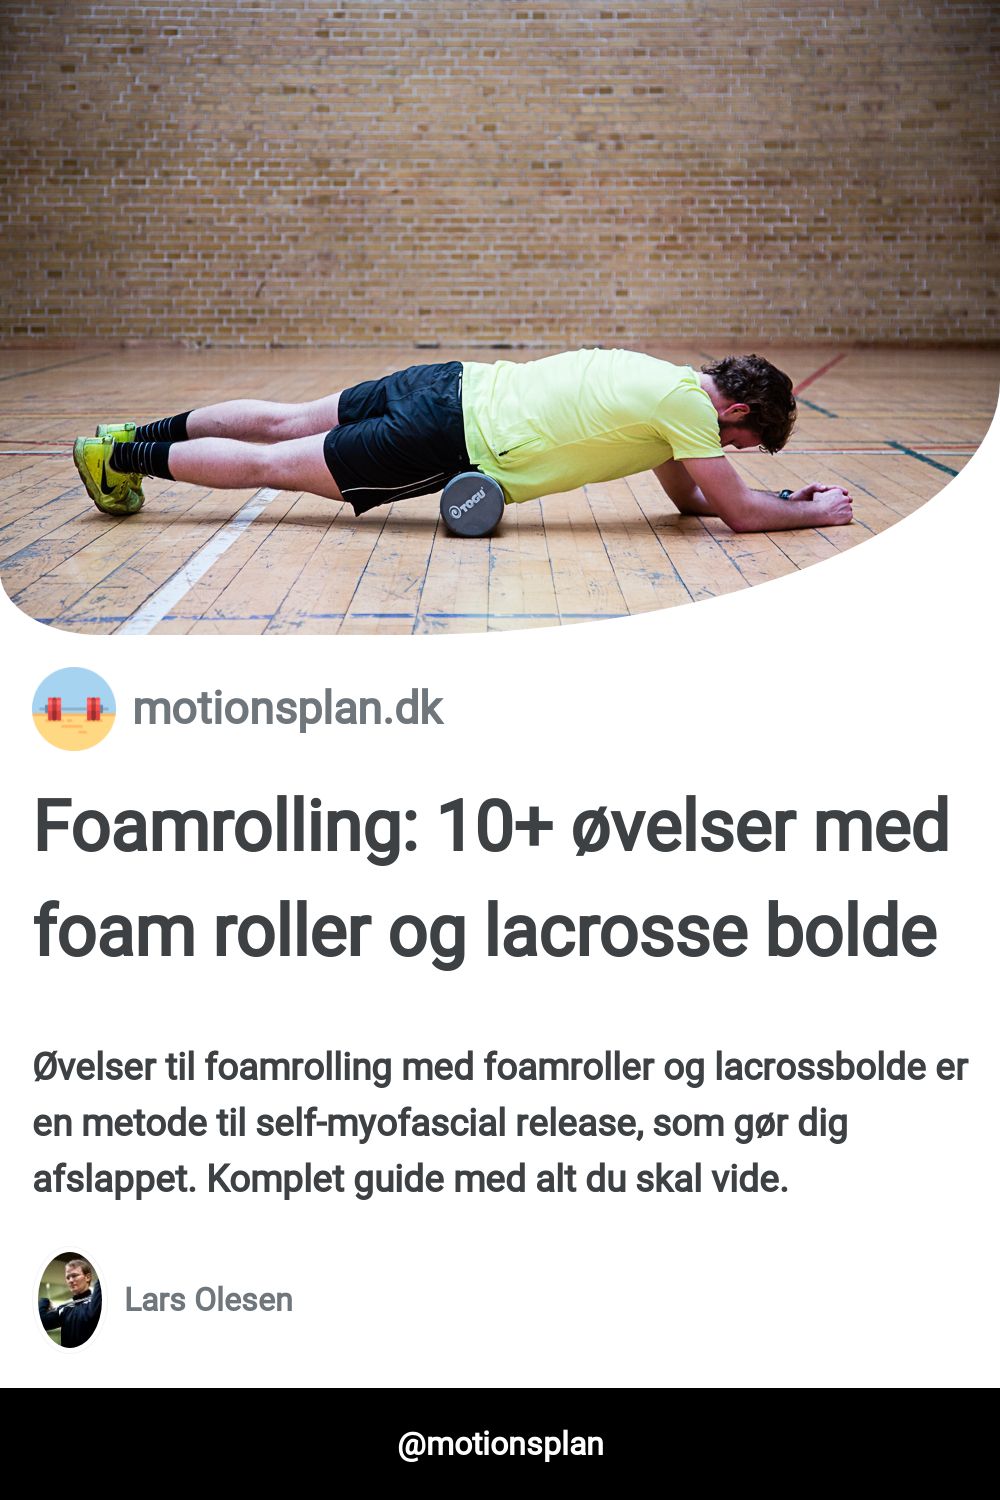 TOGU
motionsplan.dk
Foamrolling: 10+ øvelser med
foam roller og lacrosse bolde
Øvelser til foamrolling med foamroller og lacrossbolde er
en metode til self-myofascial release, som gør dig
afslappet. Komplet guide med alt du skal vide.
Lars Olesen
@motionsplan